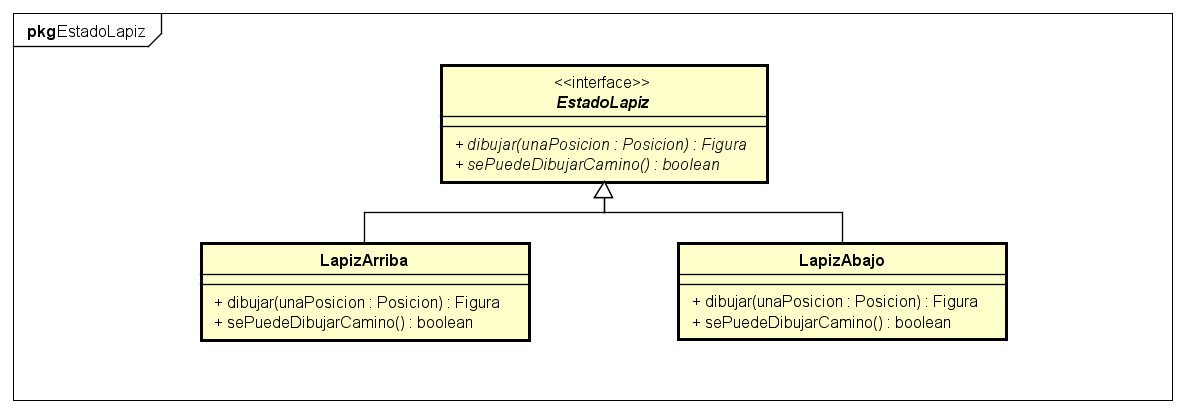 pkgEstadoLapiz
<<interface>>
EstadoLapiz
+ dibujar(unaPosicion : Posicion) : Figura
+ sePuedeDibujarCamino() : boolean
LapizArriba
+ dibujar(unaPosicion : Posicion) : Figura
+ sePuedeDibujarCamino() : boolean
LapizAbajo
+ dibujar(unaPosicion : Posicion) : Figura
+ sePuedeDibujarCamino() : boolean